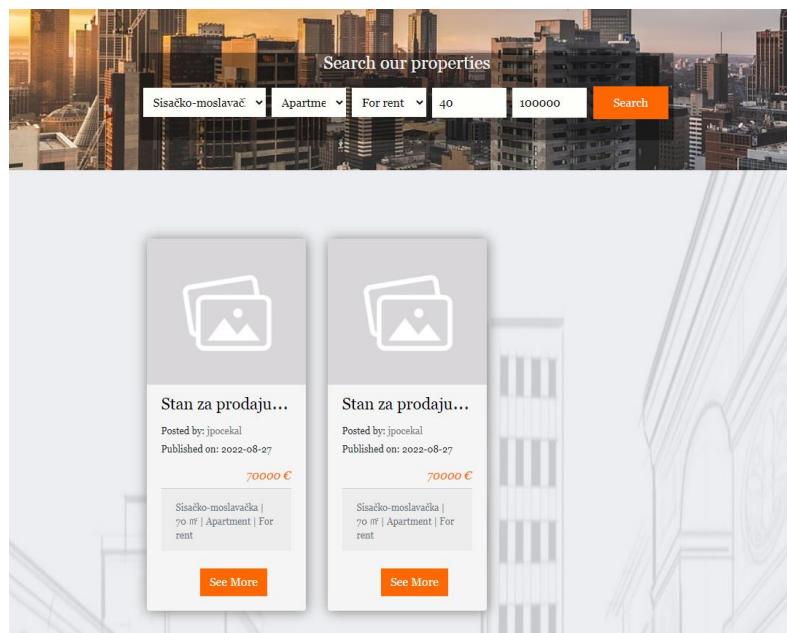 Search our properties
Sisačko-moslavač Apartme For rent 40 100000 Search
Stan za prodaju...
Posted by: jpocekal
Published on: 2022-08-27
70000 €
Sisačko-moslavačka |
70 m² | Apartment | For
rent
See More
Stan za prodaju...
Posted by: jpocekal
Published on: 2022-08-27
70000 €
Sisačko-moslavačka |
70 m² | Apartment | For
rent
See More